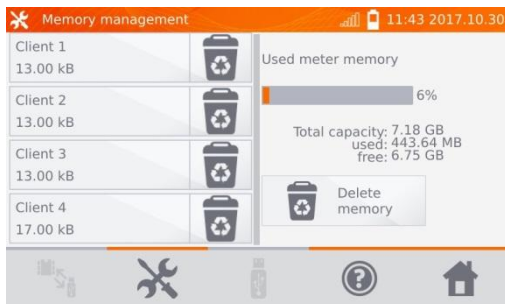 Memory management
11:43 2017.10.30
Client 1
13.00 kB
Client 2
13.00 kB
Client 3
13.00 kB
Client 4
17.00 kB
Used meter memory
6%
Total capacity: 7.18 GB
used: 443.64 MB
free: 6.75 GB
Delete
memory
?